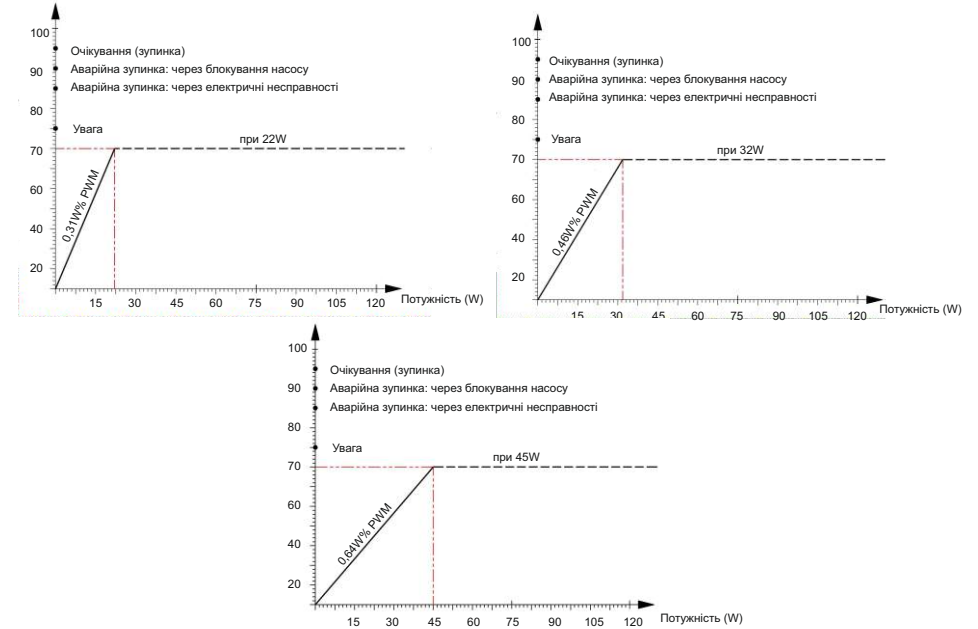 100
Очікування (зупинка)
90
Аварійна зупинка: через блокування насосу
Аварійна зупинка: через електричні несправності
80
Увага
70
при 22W
60
0,31W% PWM
40
20
15 30 45 60 75 90 105 120
Потужність (W)
100
Очікування (зупинка)
90
Аварійна зупинка: через блокування насосу
Аварійна зупинка: через електричні несправності
80
Увага
70
при 32W
60
0,46W% PWM
40
20
15 30 45 60 75 90 105 120
Потужність (W)
100
Очікування (зупинка)
90
Аварійна зупинка: через блокування насосу
Аварійна зупинка: через електричні несправності
80
Увага
70
при 45W
60
0,64W% PWM
40
20
15 30 45 60 75 90 105 120
Потужність (W)